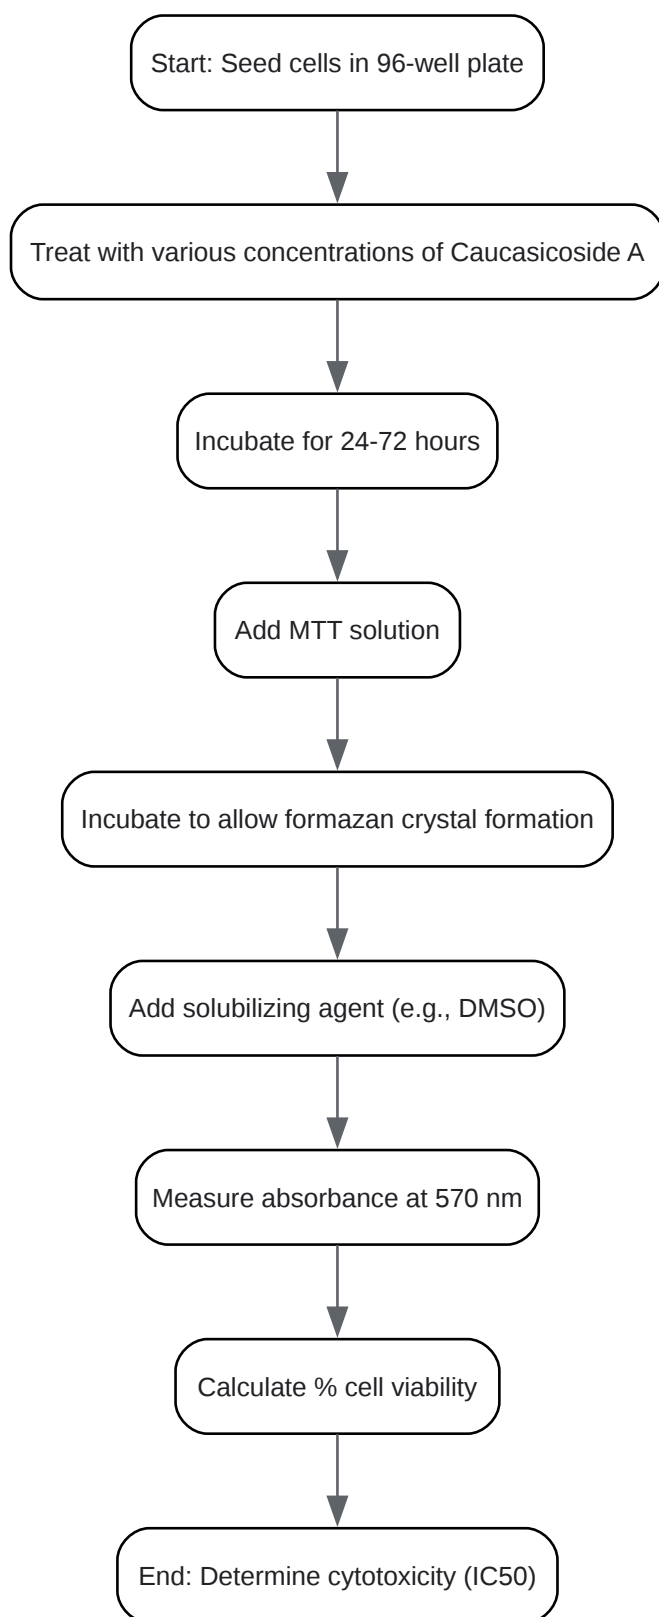 Start: Seed cells in 96-well plate
Treat with various concentrations of Caucasicoside A
Incubate for 24-72 hours
Add MTT solution
Incubate to allow formazan crystal formation
Add solubilizing agent (e.g., DMSO)
Measure absorbance at 570 nm
Calculate % cell viability
End: Determine cytotoxicity (IC50)